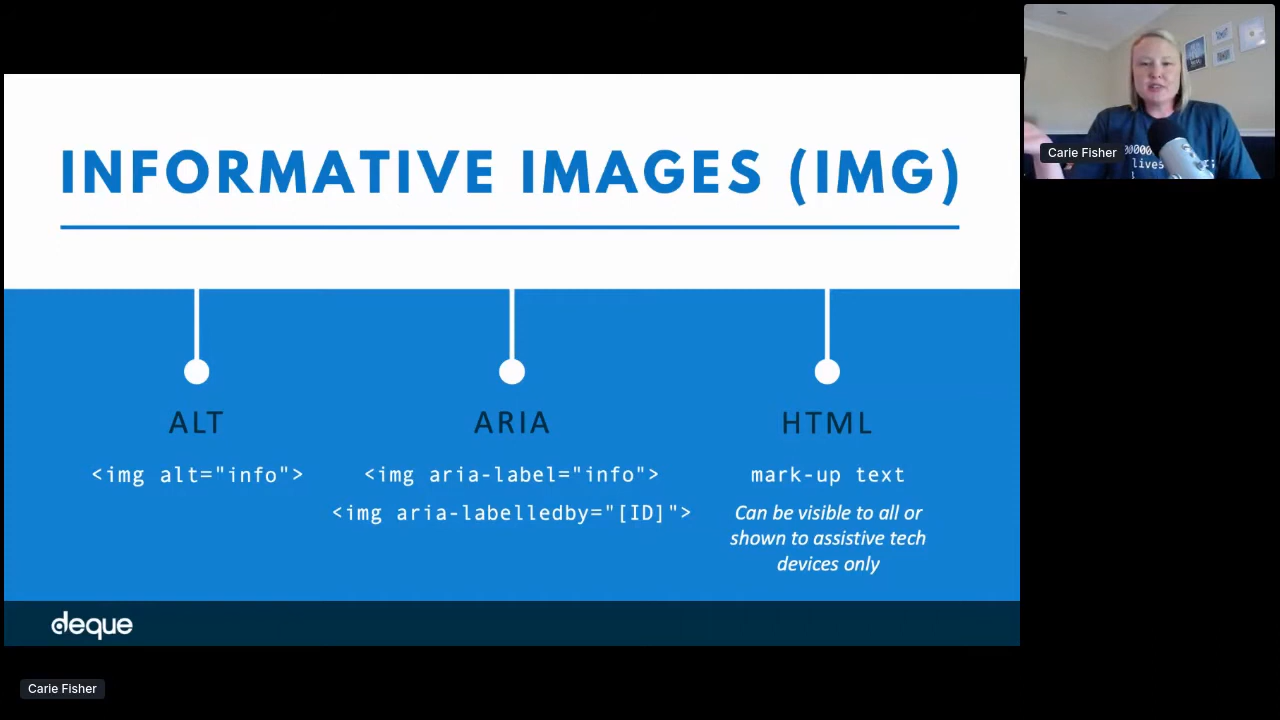 INFORMATIVE IMAGES (IMG)
ALT
<img alt="info">
ARIA
<img aria-label="info">
<img aria-labelledby="[ID]">
HTML
mark-up text
Can be visible to all or
shown to assistive tech
devices only
deque
Carie Fisher
lives
Carie Fisher